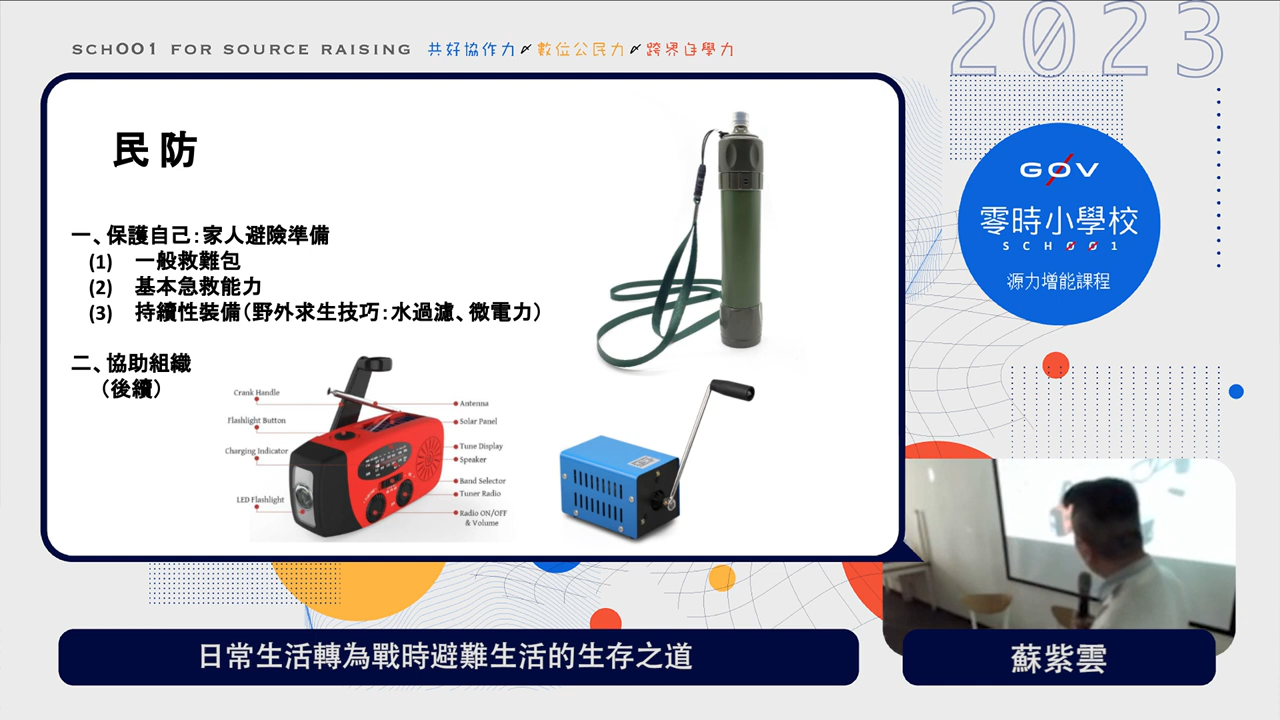 2023
SCHOO1 FOR SOURCE RAISING 共好協作力 數位公民力 跨界自學力
GØV
零時小學校
SCHØØ1
源力增能課程
民防
一、保護自己：家人避險準備
(1) 一般救難包
(2) 基本急救能力
(3) 持續性裝備（野外求生技巧：水過濾、微電力）
二、協助組織
（後續）
Crank Handle
Flashlight Button
Charging Indicator
LED Flashlight
Antenna
Solar Panel
Tune Display
Speaker
Band Selector
Tuner Radio
Radio ON/OFF
& Volume
日常生活轉為戰時避難生活的生存之道
蘇紫雲